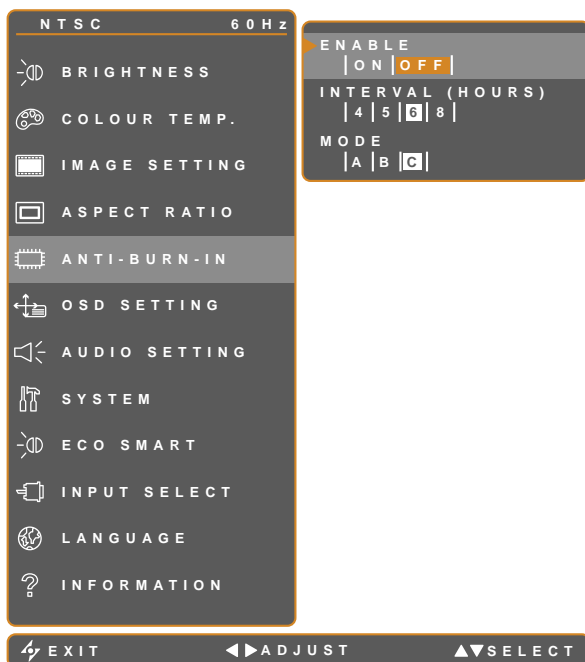 NTSC 60Hz
BRIGHTNESS
COLOUR TEMP.
IMAGE SETTING
ASPECT RATIO
ANTI-BURN-IN
OSD SETTING
AUDIO SETTING
SYSTEM
ECO SMART
INPUT SELECT
LANGUAGE
INFORMATION
ENABLE
ON OFF
INTERVAL (HOURS)
4 5 6 8
MODE
A B C
EXIT ADJUST SELECT